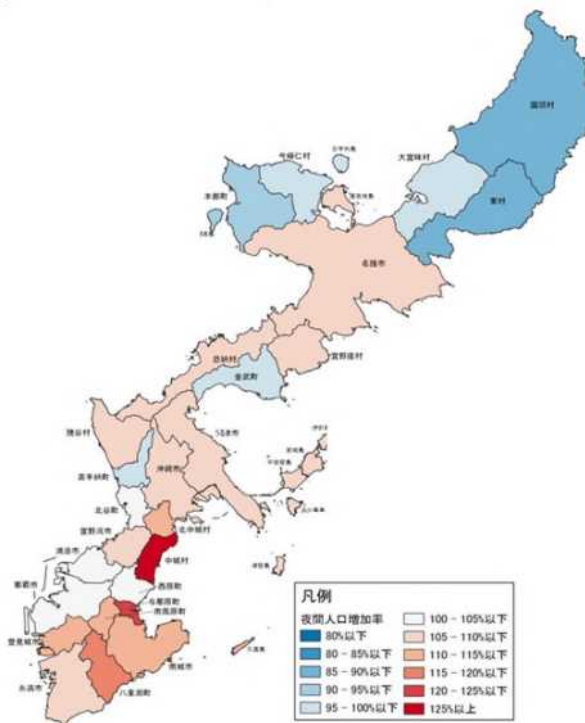 国頭村
大宜味村
東村
今帰仁村
本部町
名護市
恩納村
宜野座村
金武町
読谷村
うるま市
沖縄市
嘉手納町
北谷町
北中城村
宜野湾市
中城村
浦添市
西原町
那覇市
与那原町
南風原町
豊見城市
南城市
糸満市
八重瀬町
凡例
夜間人口増加率
80%以下
80 - 85%以下
85 - 90%以下
90 - 95%以下
95 - 100%以下
100 - 105%以下
105 - 110%以下
110 - 115%以下
115 - 120%以下
120 - 125%以下
125%以上